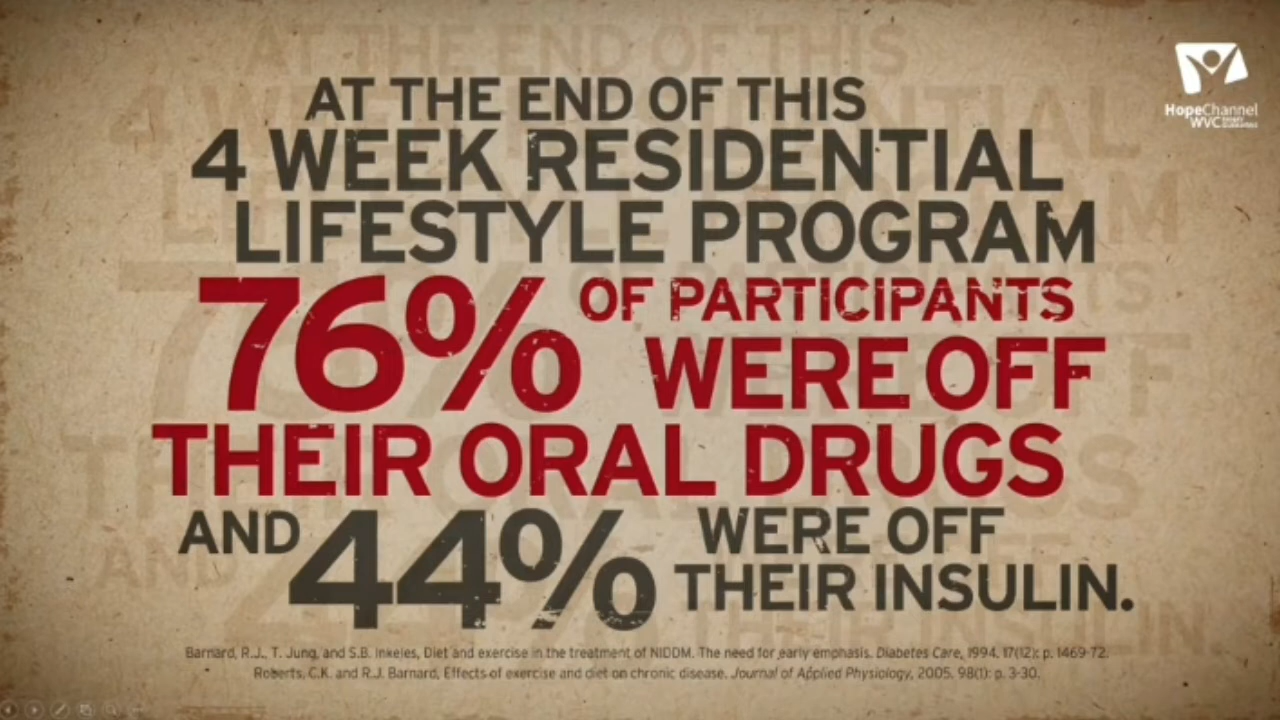 AT THE END OF THIS
4 WEEK RESIDENTIAL
LIFESTYLE PROGRAM
76% OF PARTICIPANTS
WERE OFF
THEIR ORAL DRUGS
AND 44% WERE OFF
THEIR INSULIN.
Barnard, R.J., T. Jung, and S.B. Inkeles, Diet and exercise in the treatment of NIDDM. The need for early emphasis. Diabetes Care, 1994. 17(12): p. 1469-72.
Roberts, C.K. and R.J. Barnard, Effects of exercise and diet on chronic disease. Journal of Applied Physiology, 2005. 98(1): p. 3-30.
HopeChannel
WVC